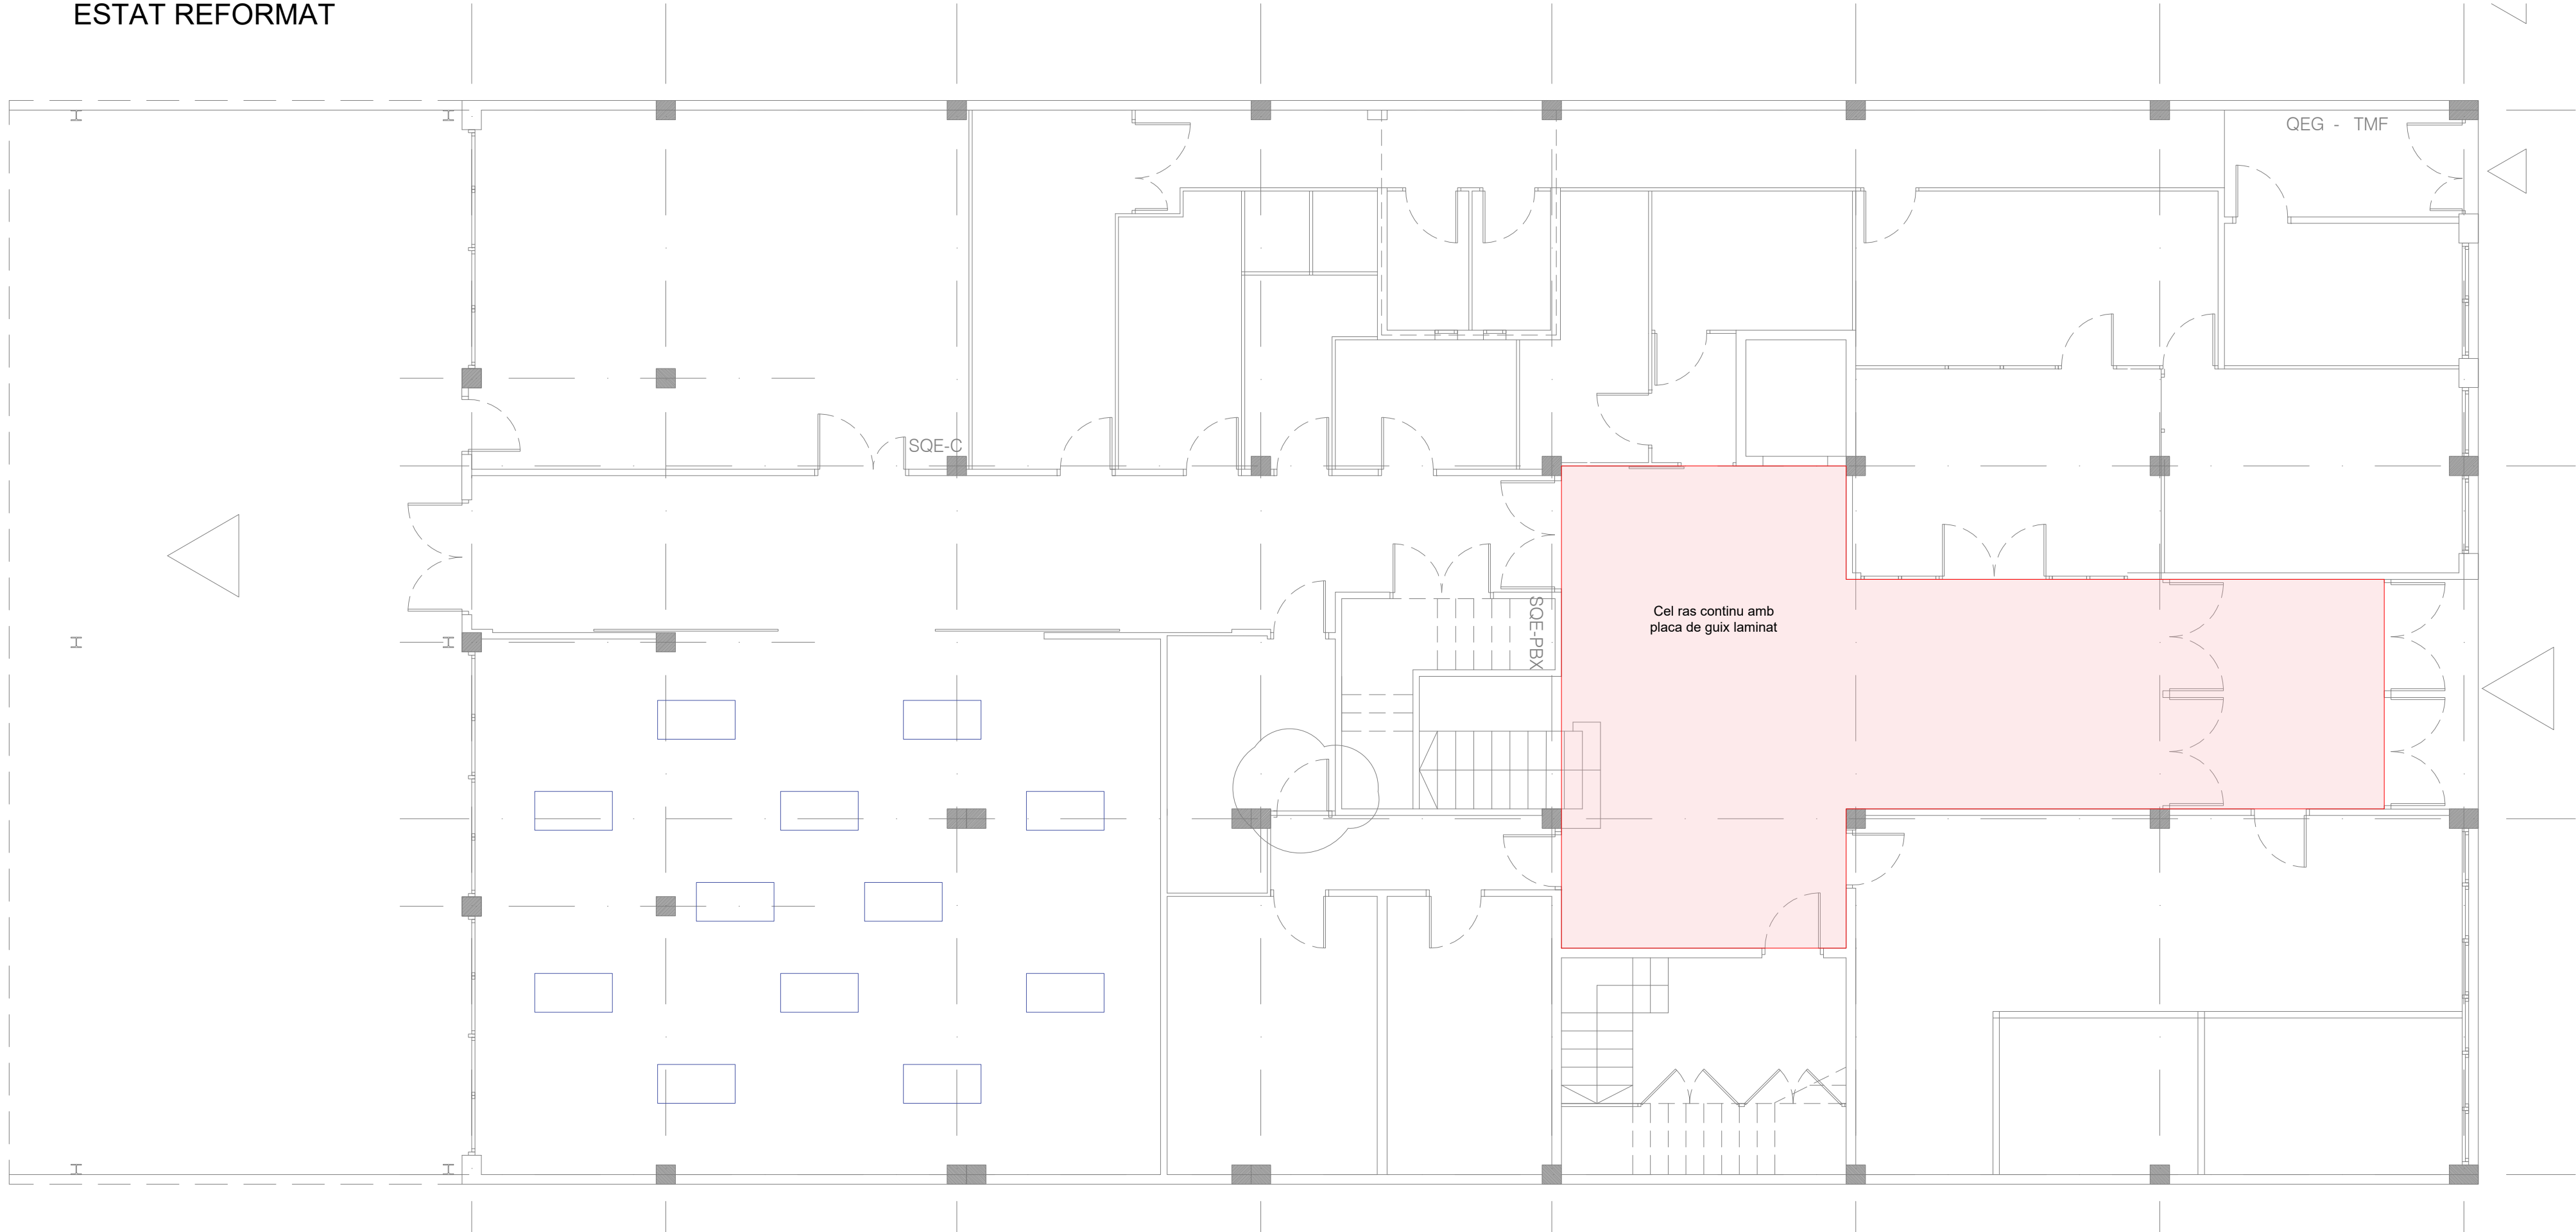 ESTAT REFORMAT
QEG - TMF
SQE-C
SQE-PBX
Cel ras continu amb
placa de guix laminat